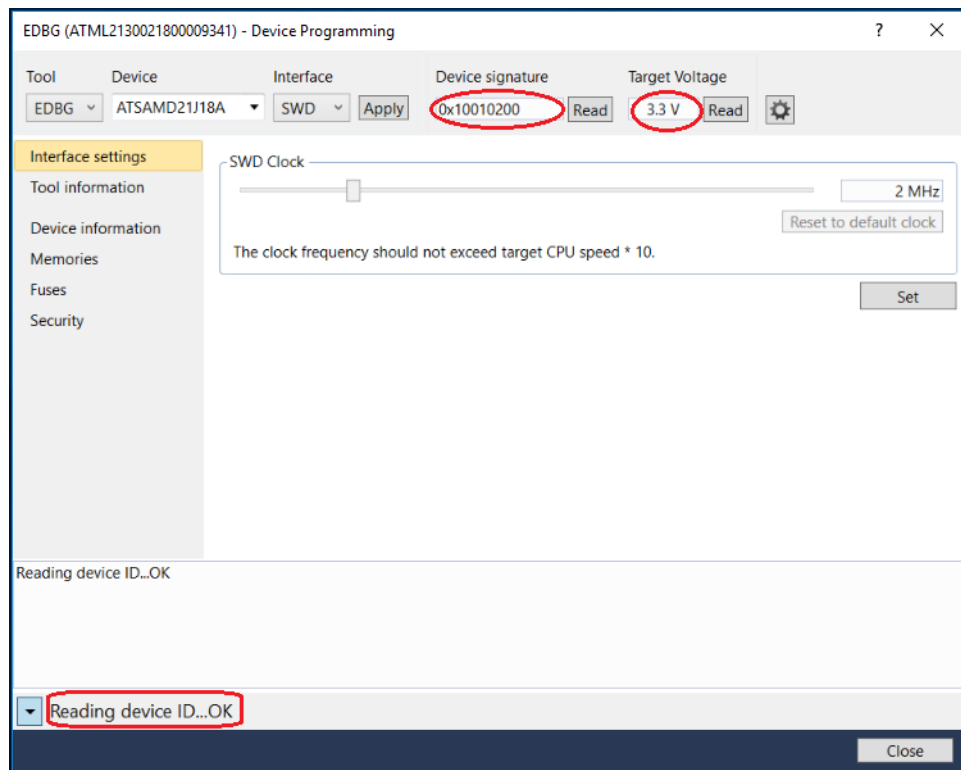 EDBG (ATML2130021800009341) - Device Programming ?
Tool Device Interface Device signature Target Voltage
EDBG ATSAMD21J18A SWD Apply 0x10010200 Read 3.3 V Read
Interface settings
Tool information
Device information
Memories
Fuses
Security
SWD Clock
2 MHz
Reset to default clock
The clock frequency should not exceed target CPU speed * 10.
Set
Reading device ID...OK
Reading device ID...OK
Close